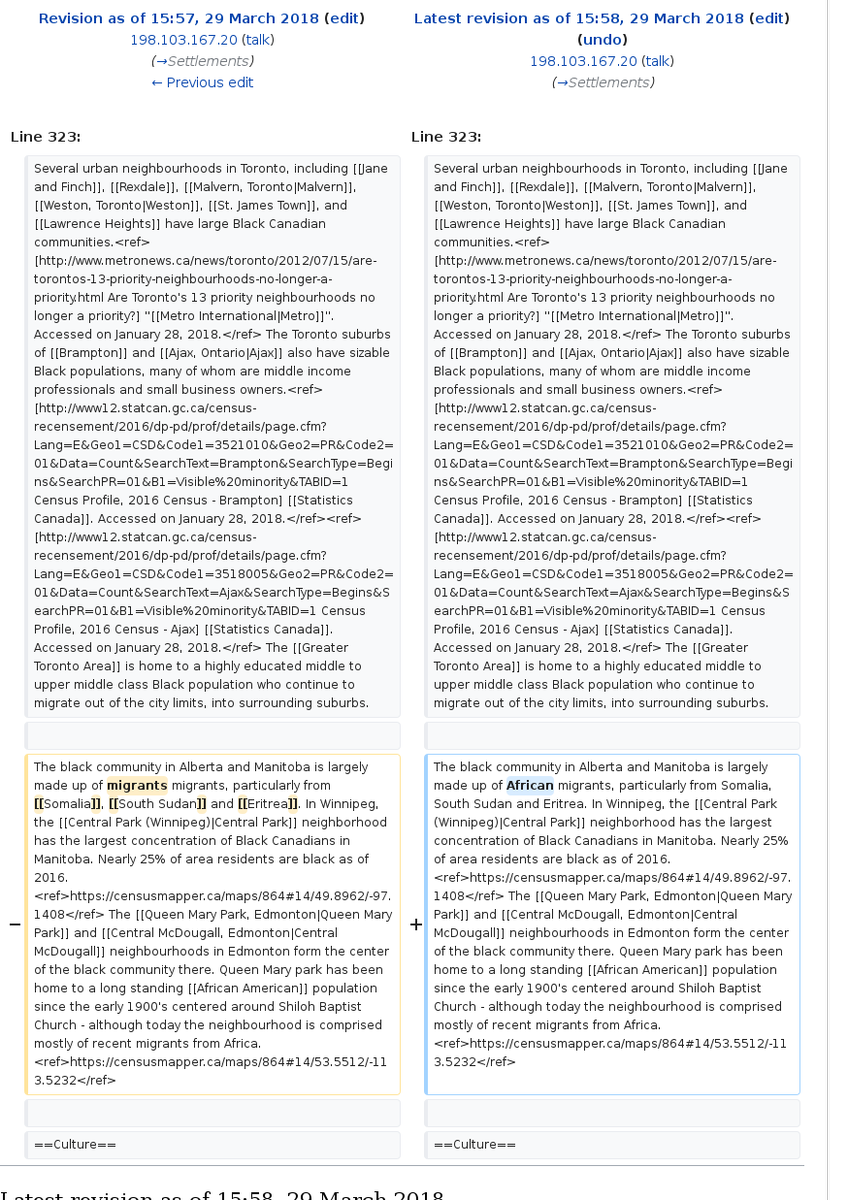 Revision as of 15:57, 29 March 2018 (edit)
198.103.167.20 (talk)
(→Settlements)
← Previous edit
Latest revision as of 15:58, 29 March 2018 (edit)
(undo)
198.103.167.20 (talk)
(→Settlements)
Line 323:
Line 323:
Several urban neighbourhoods in Toronto, including [[Jane
and Finch]], [[Rexdale]], [[Malvern, Toronto|Malvern]],
[[Weston, Toronto|Weston]], [[St. James Town]], and
[[Lawrence Heights]] have large Black Canadian
communities.<ref>
[http://www.metronews.ca/news/toronto/2012/07/15/are-
torontos-13-priority-neighbourhoods-no-longer-a-
priority.html Are Toronto's 13 priority neighbourhoods no
longer a priority?] "[[Metro International|Metro]]".
Accessed on January 28, 2018.</ref> The Toronto suburbs
of [[Brampton]] and [[Ajax, Ontario|Ajax]] also have sizable
Black populations, many of whom are middle income
professionals and small business owners.<ref>
[http://www12.statcan.gc.ca/census-
recensement/2016/dp-pd/prof/details/page.cfm?
Lang=E&Geo1=CSD&Code1=3521010&Geo2=PR&Code2=
01&Data=Count&SearchText=Brampton&SearchType=Begi
ns&SearchPR=01&B1=Visible%20minority&TABID=1
Census Profile, 2016 Census - Brampton] [[Statistics
Canada]]. Accessed on January 28, 2018.</ref><ref>
[http://www12.statcan.gc.ca/census-
recensement/2016/dp-pd/prof/details/page.cfm?
Lang=E&Geo1=CSD&Code1=3518005&Geo2=PR&Code2=
01&Data=Count&SearchText=Ajax&SearchType=Begins&S
earchPR=01&B1=Visible%20minority&TABID=1 Census
Profile, 2016 Census - Ajax] [[Statistics Canada]].
Accessed on January 28, 2018.</ref> The [[Greater
Toronto Area]] is home to a highly educated middle to
upper middle class Black population who continue to
migrate out of the city limits, into surrounding suburbs.
Several urban neighbourhoods in Toronto, including [[Jane
and Finch]], [[Rexdale]], [[Malvern, Toronto|Malvern]],
[[Weston, Toronto|Weston]], [[St. James Town]], and
[[Lawrence Heights]] have large Black Canadian
communities.<ref>
[http://www.metronews.ca/news/toronto/2012/07/15/are-
torontos-13-priority-neighbourhoods-no-longer-a-
priority.html Are Toronto's 13 priority neighbourhoods no
longer a priority?] "[[Metro International|Metro]]".
Accessed on January 28, 2018.</ref> The Toronto suburbs
of [[Brampton]] and [[Ajax, Ontario|Ajax]] also have sizable
Black populations, many of whom are middle income
professionals and small business owners.<ref>
[http://www12.statcan.gc.ca/census-
recensement/2016/dp-pd/prof/details/page.cfm?
Lang=E&Geo1=CSD&Code1=3521010&Geo2=PR&Code2=
01&Data=Count&SearchText=Brampton&SearchType=Begi
ns&SearchPR=01&B1=Visible%20minority&TABID=1
Census Profile, 2016 Census - Brampton] [[Statistics
Canada]]. Accessed on January 28, 2018.</ref><ref>
[http://www12.statcan.gc.ca/census-
recensement/2016/dp-pd/prof/details/page.cfm?
Lang=E&Geo1=CSD&Code1=3518005&Geo2=PR&Code2=
01&Data=Count&SearchText=Ajax&SearchType=Begins&S
earchPR=01&B1=Visible%20minority&TABID=1 Census
Profile, 2016 Census - Ajax] [[Statistics Canada]].
Accessed on January 28, 2018.</ref> The [[Greater
Toronto Area]] is home to a highly educated middle to
upper middle class Black population who continue to
migrate out of the city limits, into surrounding suburbs.
−
The black community in Alberta and Manitoba is largely
made up of migrants migrants, particularly from
[[Somalia]], [[South Sudan]] and [[Eritrea]]. In Winnipeg,
the [[Central Park (Winnipeg)|Central Park]] neighborhood
has the largest concentration of Black Canadians in
Manitoba. Nearly 25% of area residents are black as of
2016.
<ref>https://censusmapper.ca/maps/864#14/49.8962/-97.
1408</ref> The [[Queen Mary Park, Edmonton|Queen Mary
Park]] and [[Central McDougall, Edmonton|Central
McDougall]] neighbourhoods in Edmonton form the center
of the black community there. Queen Mary park has been
home to a long standing [[African American]] population
since the early 1900's centered around Shiloh Baptist
Church - although today the neighbourhood is comprised
mostly of recent migrants from Africa.
<ref>https://censusmapper.ca/maps/864#14/53.5512/-11
3.5232</ref>
+
The black community in Alberta and Manitoba is largely
made up of African migrants, particularly from Somalia,
South Sudan and Eritrea. In Winnipeg, the [[Central Park
(Winnipeg)|Central Park]] neighborhood has the largest
concentration of Black Canadians in Manitoba. Nearly 25%
of area residents are black as of 2016.
<ref>https://censusmapper.ca/maps/864#14/49.8962/-97.
1408</ref> The [[Queen Mary Park, Edmonton|Queen Mary
Park]] and [[Central McDougall, Edmonton|Central
McDougall]] neighbourhoods in Edmonton form the center
of the black community there. Queen Mary park has been
home to a long standing [[African American]] population
since the early 1900's centered around Shiloh Baptist
Church - although today the neighbourhood is comprised
mostly of recent migrants from Africa.
<ref>https://censusmapper.ca/maps/864#14/53.5512/-11
3.5232</ref>
==Culture==
==Culture==
Latest revision as of 15:58, 29 March 2018